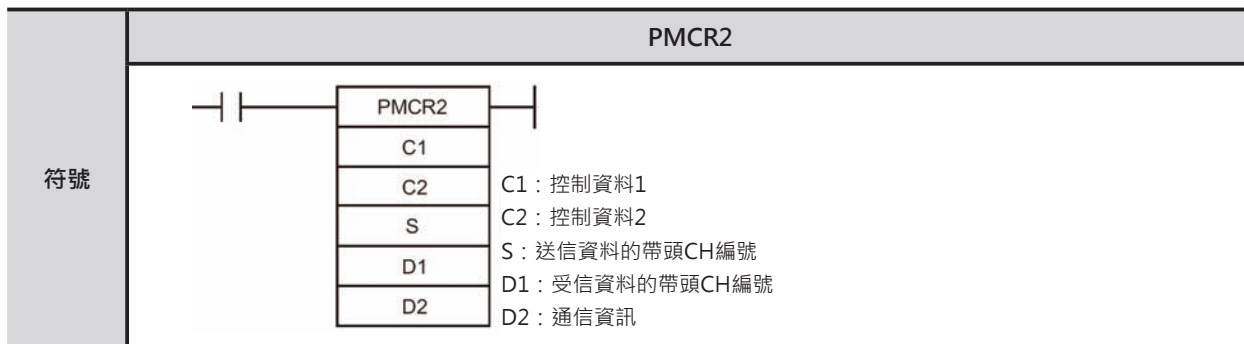 PMCR2
符號
PMCR2
C1
C2
S
D1
D2
C1：控制資料1
C2：控制資料2
S：送信資料的帶頭CH編號
D1：受信資料的帶頭CH編號
D2：通信資訊